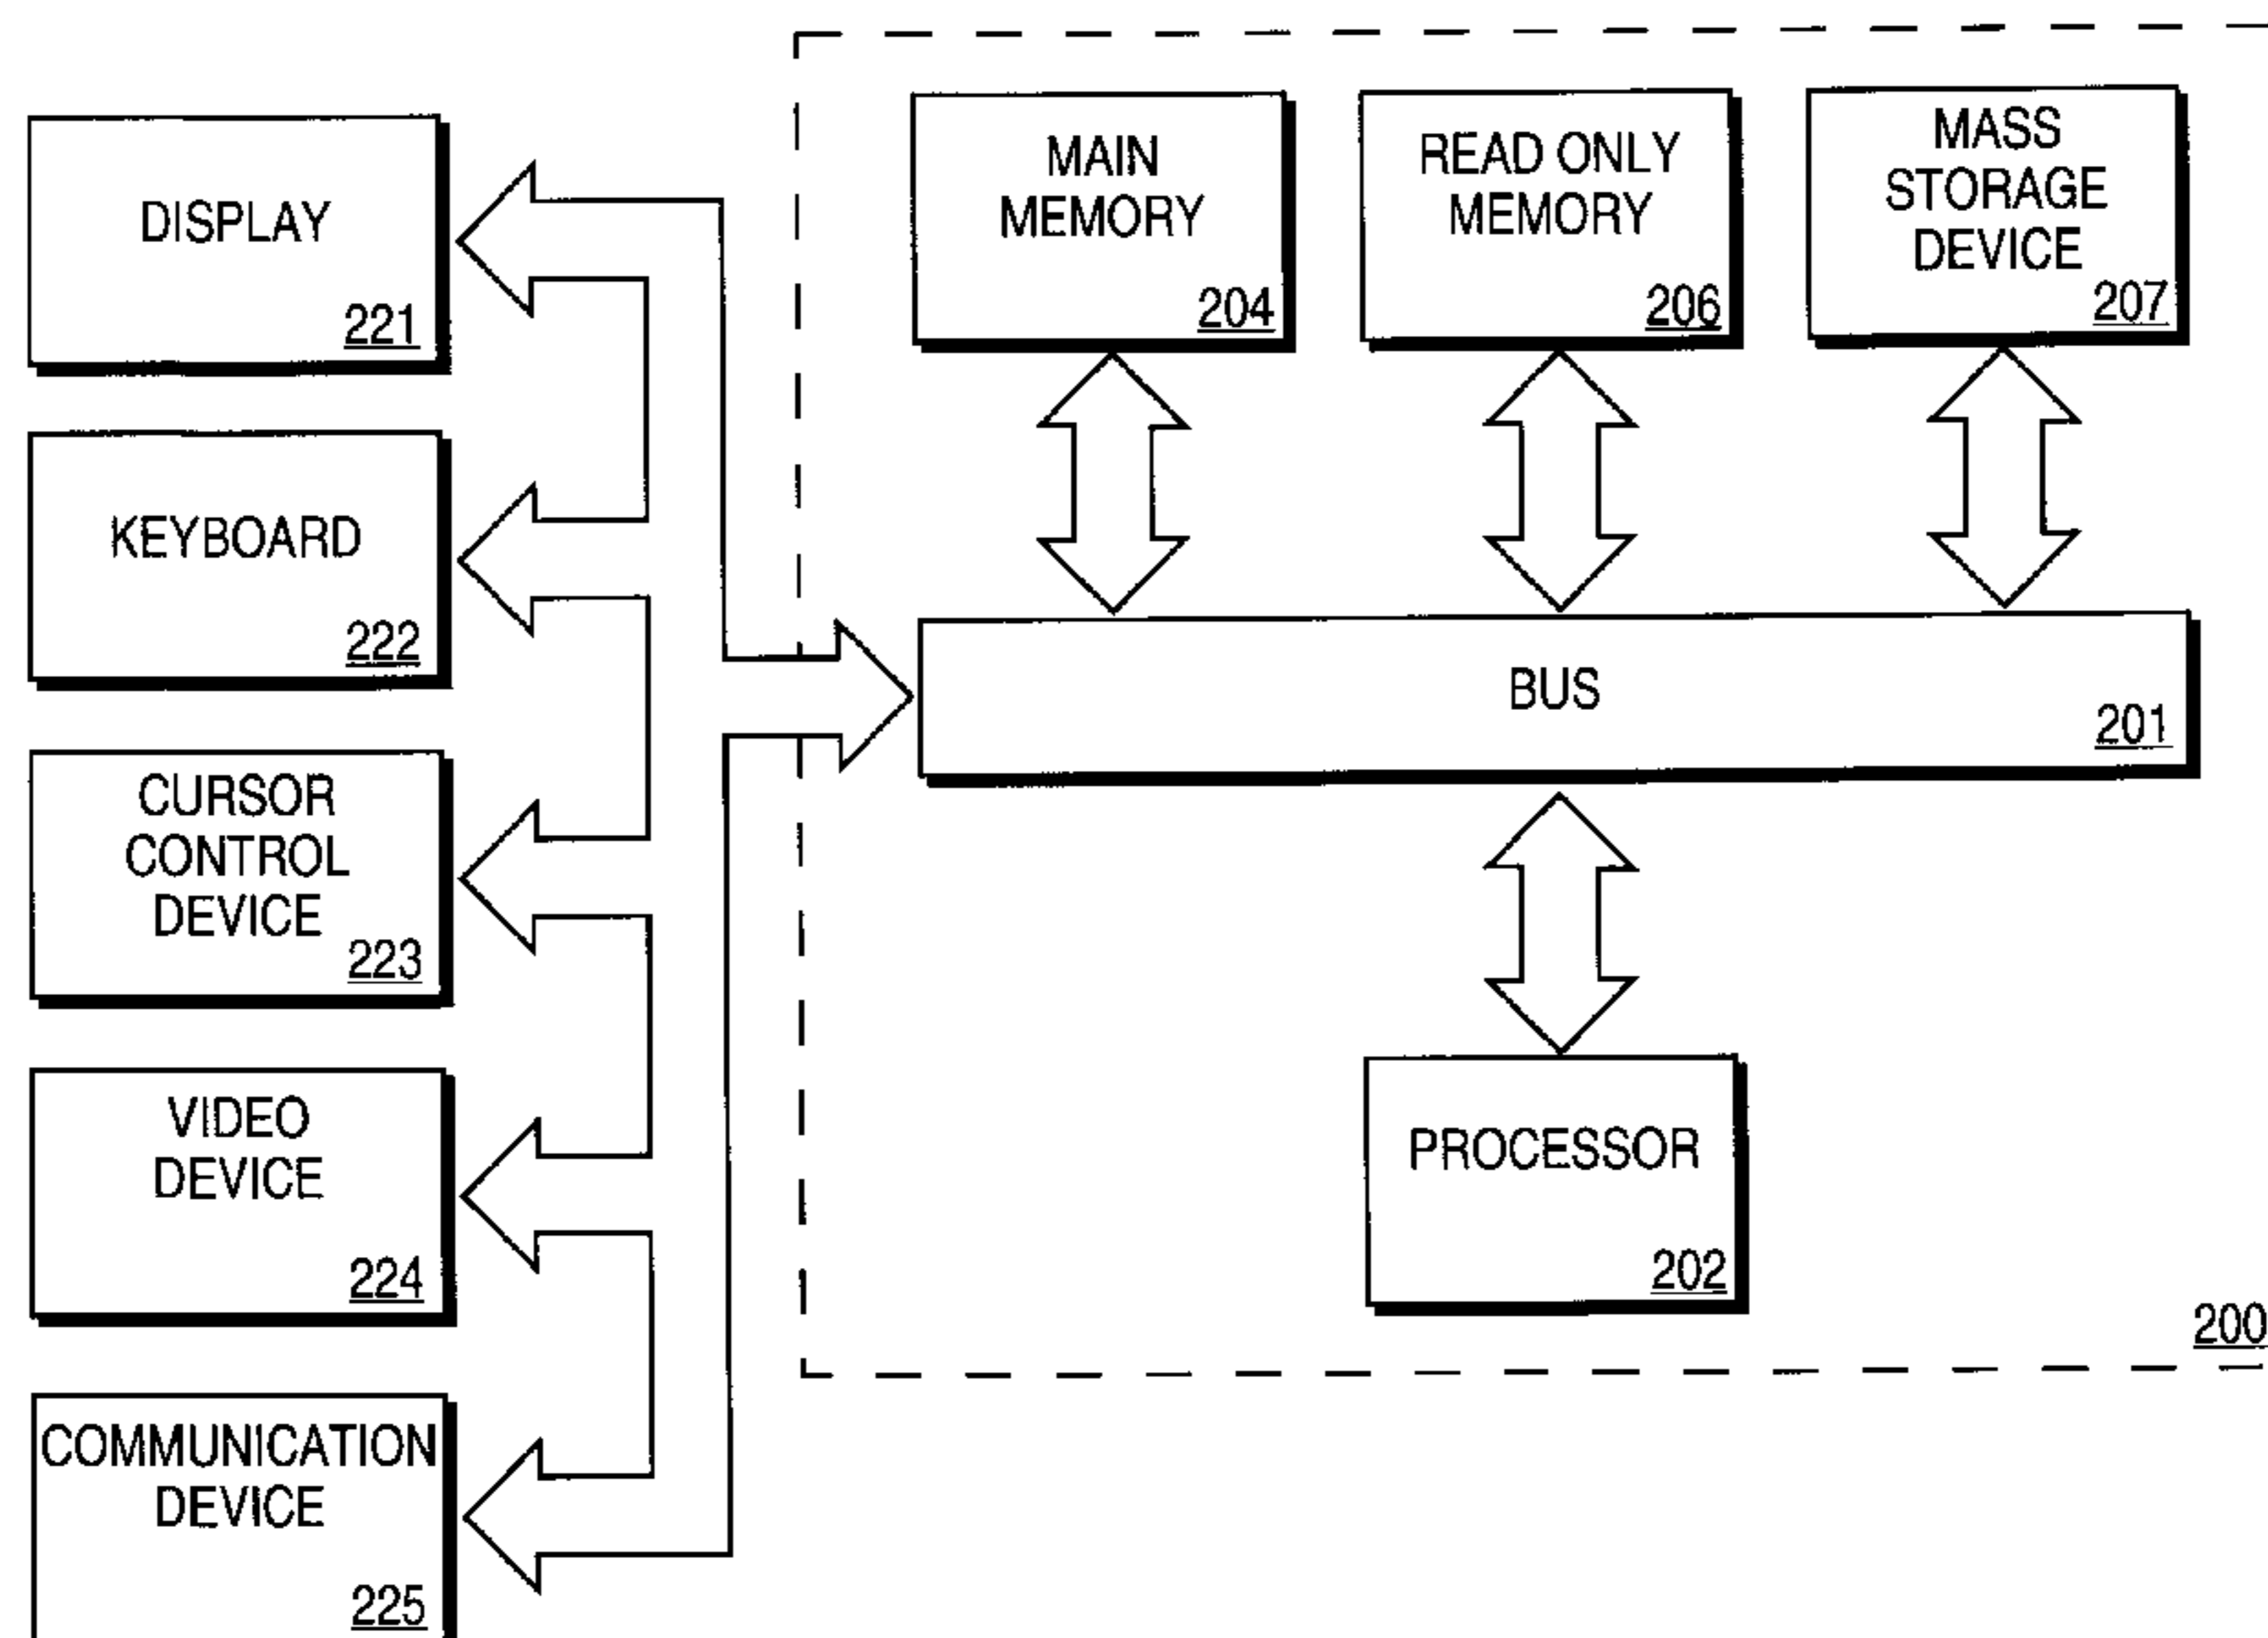 DISPLAY
221
KEYBOARD
222
CURSOR
CONTROL
DEVICE
223
VIDEO
DEVICE
224
COMMUNICATION
DEVICE
225
MAIN
MEMORY
204
READ ONLY
MEMORY
206
MASS
STORAGE
DEVICE
207
BUS
201
PROCESSOR
202
200